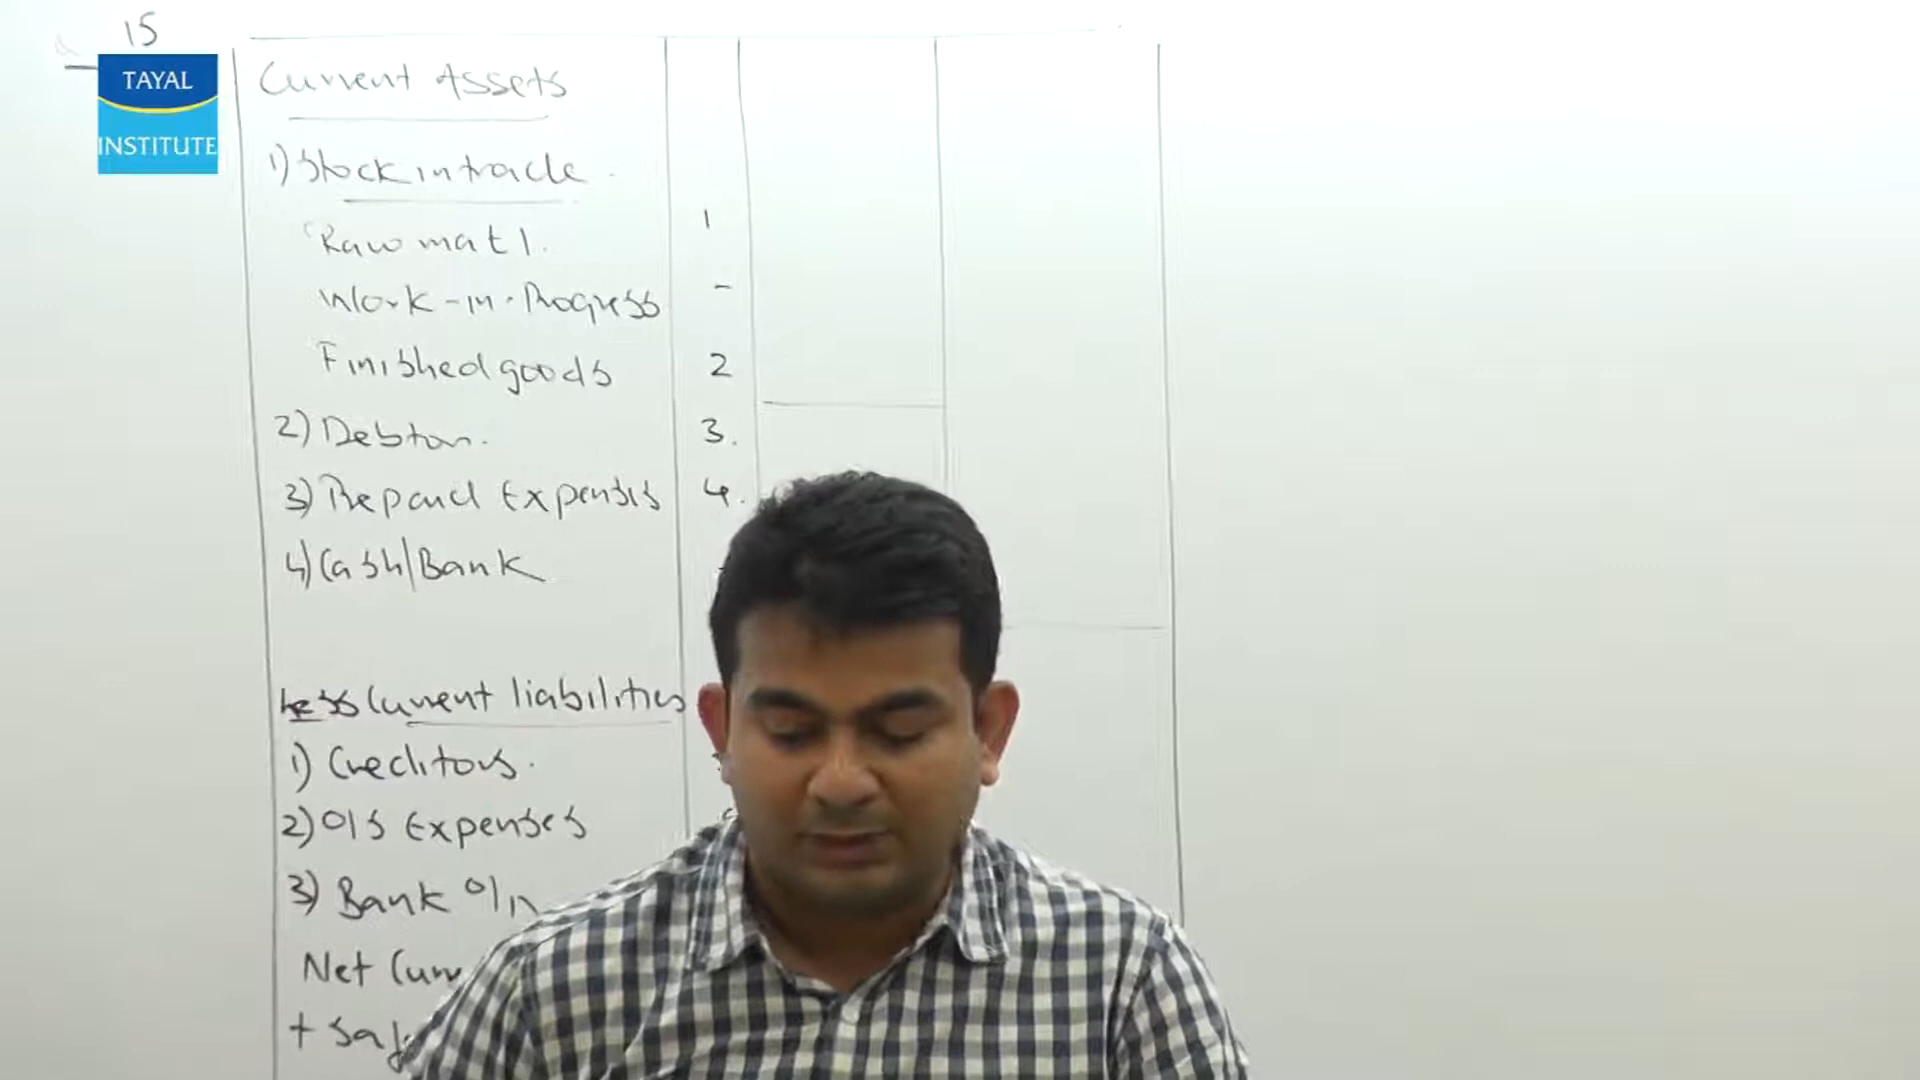 15
TAYAL
INSTITUTE
Current Assets
1) Stock in trade
Raw matl. 1
Work-in-Progress -
Finished goods 2
2) Debtors. 3.
3) Prepaid Expenses 4.
4) Cash/Bank
Less Current liabilities
1) Creditors.
2) O/s Expenses
3) Bank O/D
Net Curr
+ Saf